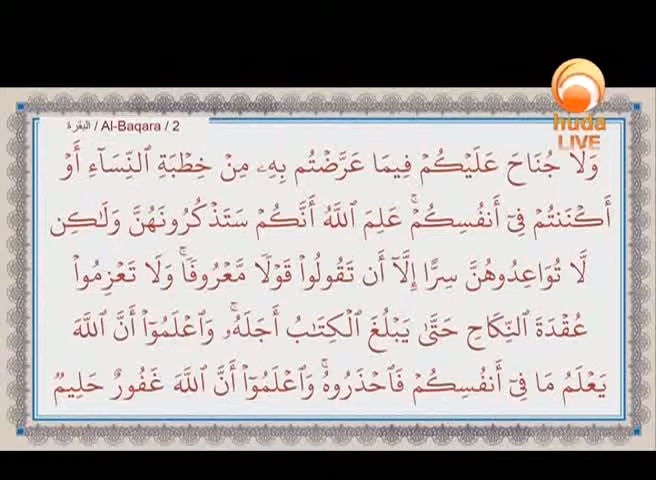 huda
LIVE
البقرة / Al-Baqara / 2
وَلَا جُنَاحَ عَلَيْكُمْ فِيمَا عَرَّضْتُم بِهِۦ مِنْ خِطْبَةِ ٱلنِّسَآءِ أَوْ
أَكْنَنتُمْ فِىٓ أَنفُسِكُمْ ۚ عَلِمَ ٱللَّهُ أَنَّكُمْ سَتَذْكُرُونَهُنَّ وَلَٰكِن
لَّا تُوَاعِدُوهُنَّ سِرًّا إِلَّآ أَن تَقُولُوا۟ قَوْلًا مَّعْرُوفًا ۚ وَلَا تَعْزِمُوا۟
عُقْدَةَ ٱلنِّكَاحِ حَتَّىٰ يَبْلُغَ ٱلْكِتَٰبُ أَجَلَهُۥ ۚ وَٱعْلَمُوٓا۟ أَنَّ ٱللَّهَ
يَعْلَمُ مَا فِىٓ أَنفُسِكُمْ فَٱحْذَرُوهُ ۚ وَٱعْلَمُوٓا۟ أَنَّ ٱللَّهَ غَفُورٌ حَلِيمٌ